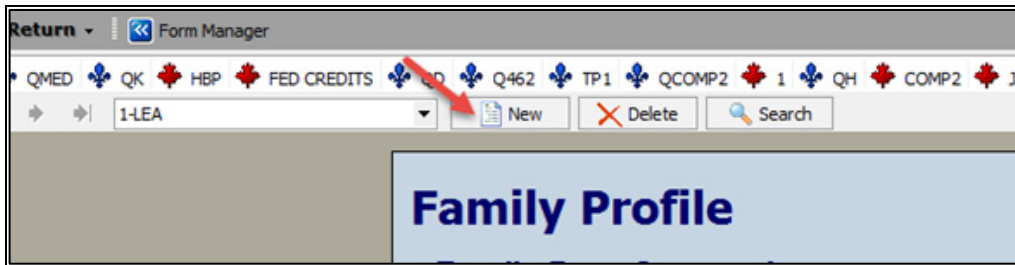 Return
Form Manager
QMED QK HBP FED CREDITS QD Q462 TP1 QCOMP2 1 QH COMP2
1-LEA New Delete Search
Family Profile